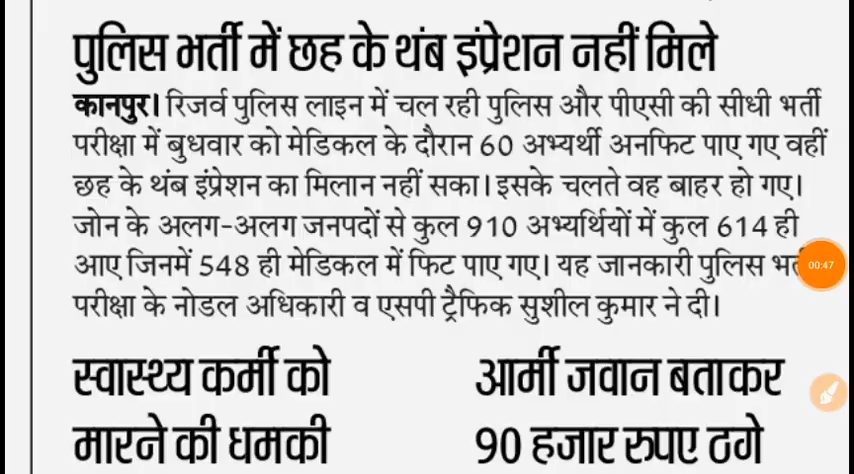 पुलिस भर्ती में छह के थंब इंप्रेशन नहीं मिले
कानपुर। रिजर्व पुलिस लाइन में चल रही पुलिस और पीएसी की सीधी भर्ती
परीक्षा में बुधवार को मेडिकल के दौरान 60 अभ्यर्थी अनफिट पाए गए वहीं
छह के थंब इंप्रेशन का मिलान नहीं सका। इसके चलते वह बाहर हो गए।
जोन के अलग-अलग जनपदों से कुल 910 अभ्यर्थियों में कुल 614 ही
आए जिनमें 548 ही मेडिकल में फिट पाए गए। यह जानकारी पुलिस
00:47
परीक्षा के नोडल अधिकारी व एसपी ट्रैफिक सुशील कुमार ने दी।
स्वास्थ्य कर्मी को
मारने की धमकी
आर्मी जवान बताकर
90 हजार रुपए ठगे